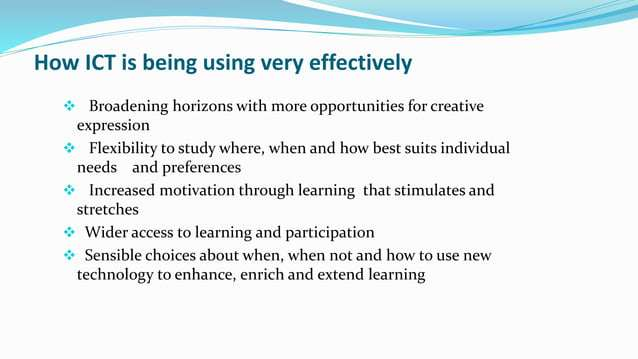 How ICT is being using very effectively
❖ Broadening horizons with more opportunities for creative
expression
❖ Flexibility to study where, when and how best suits individual
needs and preferences
❖ Increased motivation through learning that stimulates and
stretches
❖ Wider access to learning and participation
❖ Sensible choices about when, when not and how to use new
technology to enhance, enrich and extend learning